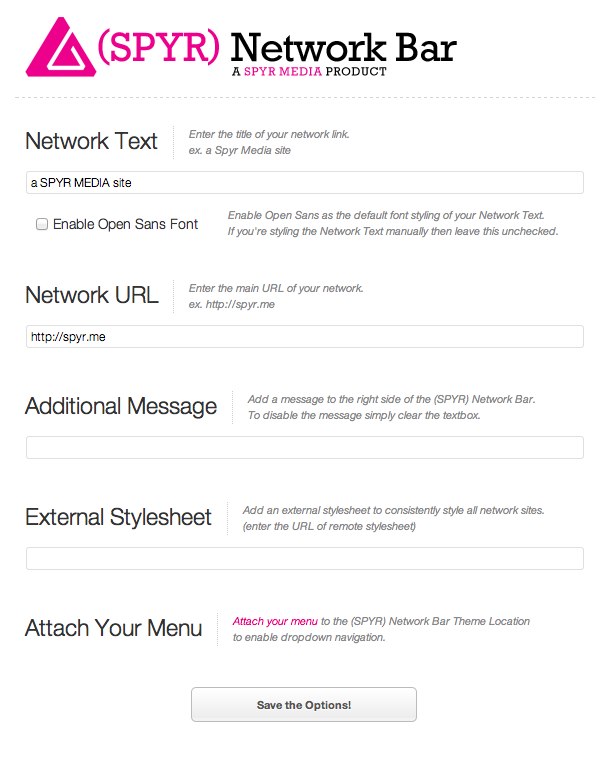 (SPYR) Network Bar
A SPYR MEDIA PRODUCT
Network Text
Enter the title of your network link.
ex. a Spyr Media site
a SPYR MEDIA site
Enable Open Sans Font
Enable Open Sans as the default font styling of your Network Text.
If you're styling the Network Text manually then leave this unchecked.
Network URL
Enter the main URL of your network.
ex. http://spyr.me
http://spyr.me
Additional Message
Add a message to the right side of the (SPYR) Network Bar.
To disable the message simply clear the textbox.
External Stylesheet
Add an external stylesheet to consistently style all network sites.
(enter the URL of remote stylesheet)
Attach Your Menu
Attach your menu to the (SPYR) Network Bar Theme Location
to enable dropdown navigation.
Save the Options!